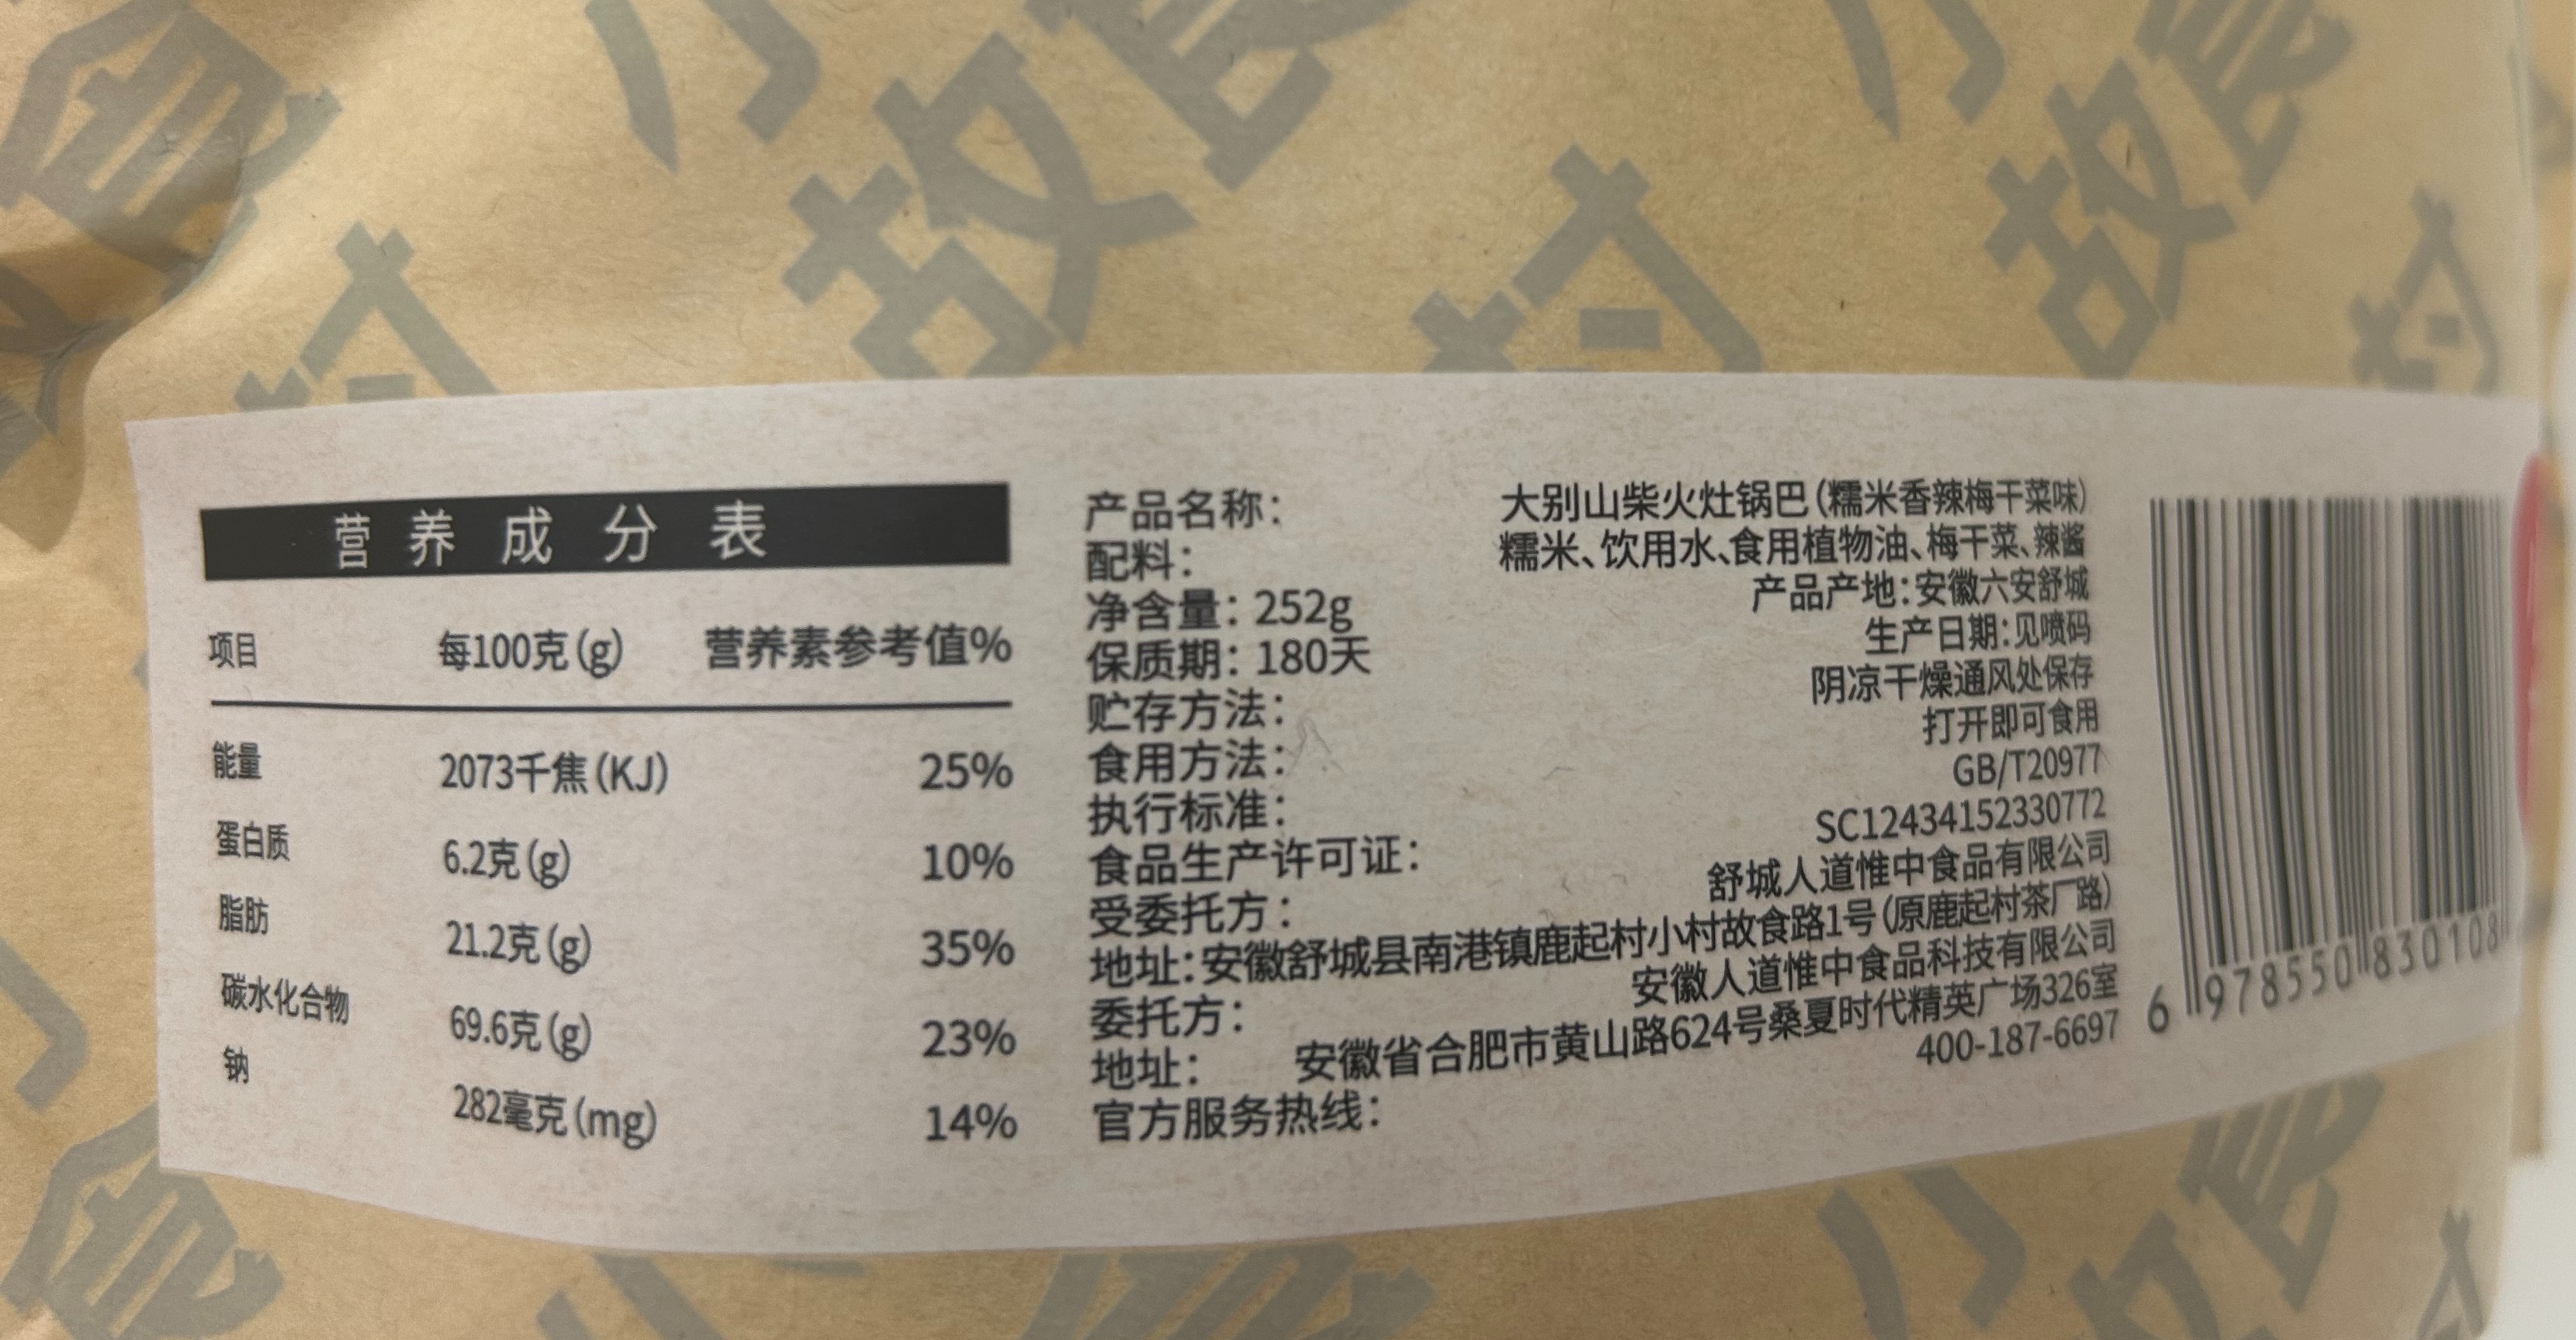 小村故食
营养成分表
项目 每100克(g) 营养素参考值%
能量 2073千焦(KJ) 25%
蛋白质 6.2克(g) 10%
脂肪 21.2克(g) 35%
碳水化合物 69.6克(g) 23%
钠 282毫克(mg) 14%
产品名称: 大别山柴火灶锅巴(糯米香辣梅干菜味)
配料: 糯米、饮用水、食用植物油、梅干菜、辣酱
净含量: 252g 产品产地:安徽六安舒城
保质期: 180天 生产日期:见喷码
贮存方法: 阴凉干燥通风处保存
食用方法: 打开即可食用
执行标准: GB/T20977
食品生产许可证: SC12434152330772
受委托方: 舒城人道惟中食品有限公司
地址:安徽舒城县南港镇鹿起村小村故食路1号(原鹿起村茶厂路)
委托方: 安徽人道惟中食品科技有限公司
地址: 安徽省合肥市黄山路624号桑夏时代精英广场326室
官方服务热线: 400-187-6697
6 978550 830108